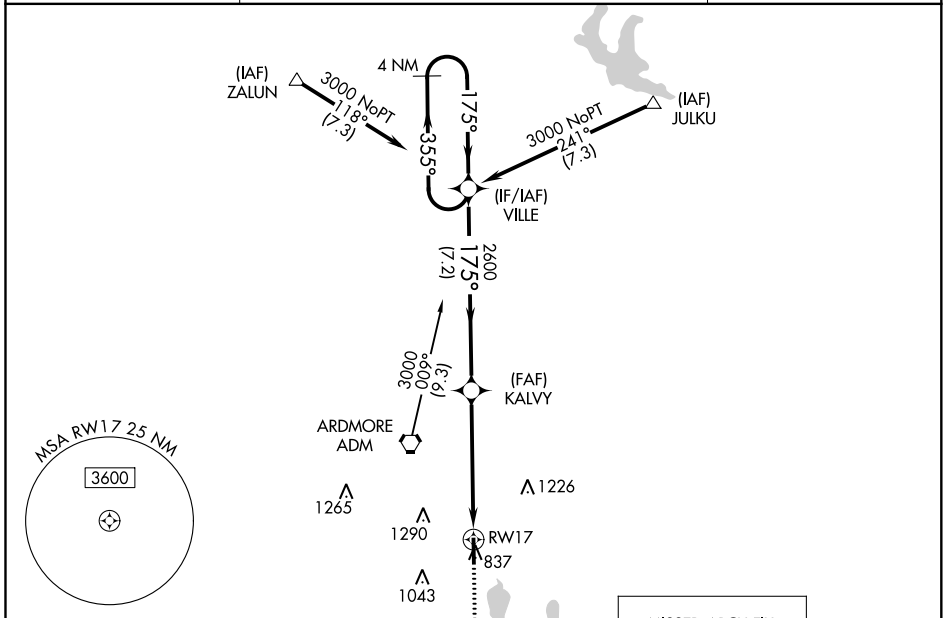 (IAF)
ZALUN
3000 NoPT
118°
(7.3)
4 NM
175°
355°
(IAF)
JULKU
3000 NoPT
241°
(7.3)
(IF/IAF)
VILLE
2600
175°
(7.2)
3000
009°
(9.3)
(FAF)
KALVY
ARDMORE
ADM
MSA RW17 25 NM
3600
1265
1290
1226
RW17
837
1043